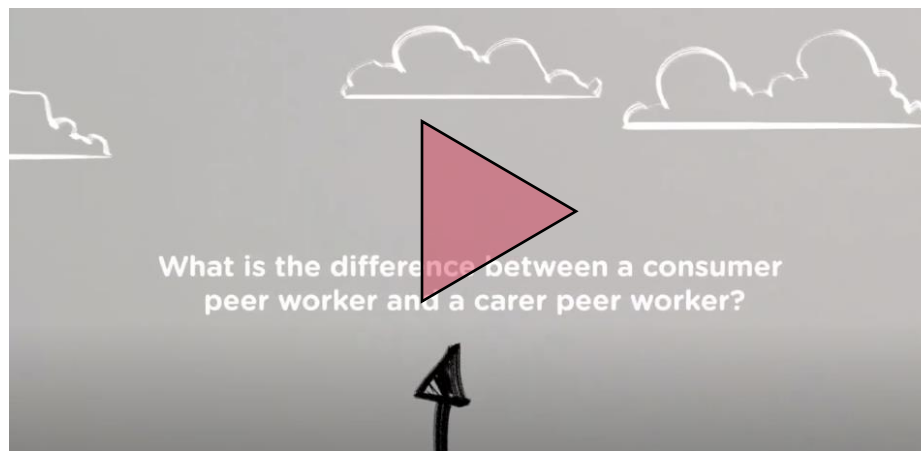 What is the difference between a consumer
peer worker and a carer peer worker?